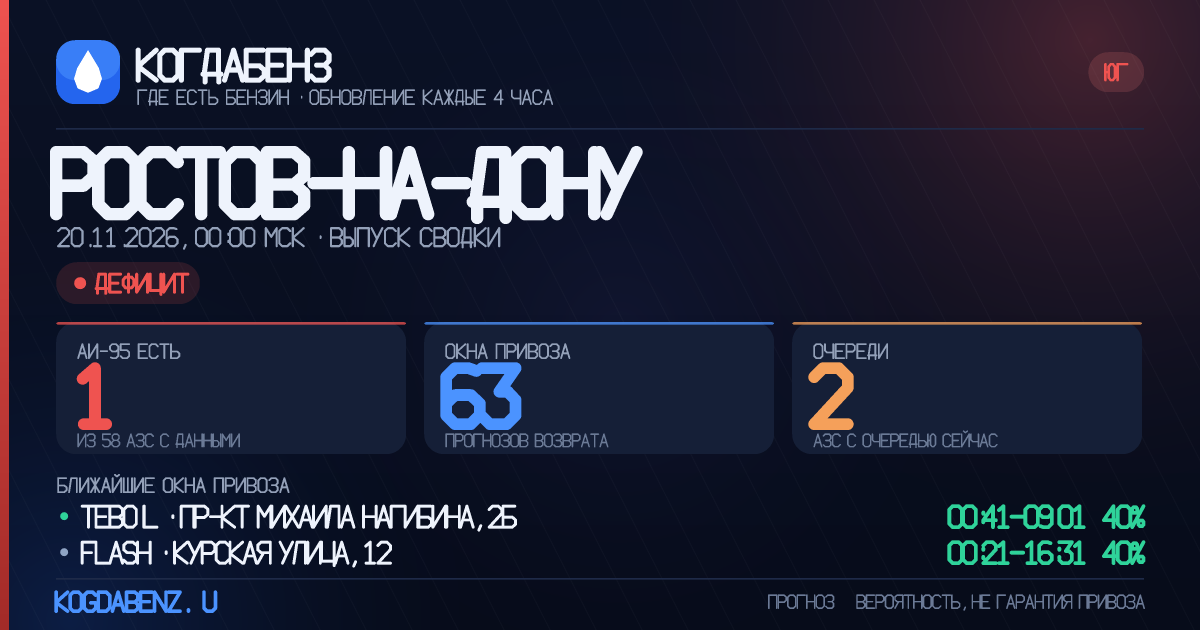 КОГДАБЕНЗ
ГДЕ ЕСТЬ БЕНЗИН · ОБНОВЛЕНИЕ КАЖДЫЕ 4 ЧАСА
ЮГ
РОСТОВ-НА-ДОНУ
20.11.2026, 00:00 МСК · ВЫПУСК СВОДКИ
ДЕФИЦИТ
АИ-95 ЕСТЬ
1
ИЗ 58 АЗС С ДАННЫМИ
ОКНА ПРИВОЗА
63
ПРОГНОЗОВ ВОЗВРАТА
ОЧЕРЕДИ
2
АЗС С ОЧЕРЕДЬЮ СЕЙЧАС
БЛИЖАЙШИЕ ОКНА ПРИВОЗА
• TEBOIL · ПР-КТ МИХАИЛА НАГИБИНА, 2Б 00:41-09:01 40%
• FLASH · КУРСКАЯ УЛИЦА, 12 00:21-16:31 40%
KOGDABENZ. U
ПРОГНОЗ ВЕРОЯТНОСТЬ, НЕ ГАРАНТИЯ ПРИВОЗА